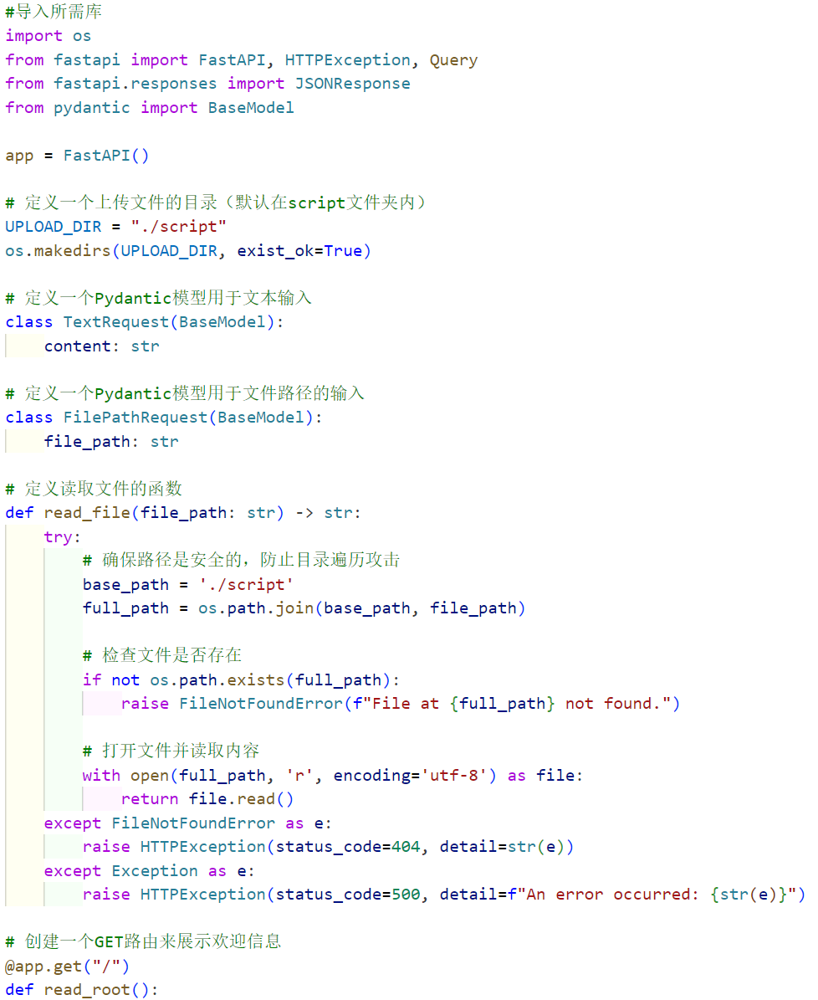 #导入所需库
import os
from fastapi import FastAPI, HTTPException, Query
from fastapi.responses import JSONResponse
from pydantic import BaseModel

app = FastAPI()

# 定义一个上传文件的目录（默认在script文件夹内）
UPLOAD_DIR = "./script"
os.makedirs(UPLOAD_DIR, exist_ok=True)

# 定义一个Pydantic模型用于文本输入
class TextRequest(BaseModel):
    content: str

# 定义一个Pydantic模型用于文件路径的输入
class FilePathRequest(BaseModel):
    file_path: str

# 定义读取文件的函数
def read_file(file_path: str) -> str:
    try:
        # 确保路径是安全的，防止目录遍历攻击
        base_path = './script'
        full_path = os.path.join(base_path, file_path)

        # 检查文件是否存在
        if not os.path.exists(full_path):
            raise FileNotFoundError(f"File at {full_path} not found.")

        # 打开文件并读取内容
        with open(full_path, 'r', encoding='utf-8') as file:
            return file.read()
    except FileNotFoundError as e:
        raise HTTPException(status_code=404, detail=str(e))
    except Exception as e:
        raise HTTPException(status_code=500, detail=f"An error occurred: {str(e)}")

# 创建一个GET路由来展示欢迎信息
@app.get("/")
def read_root():